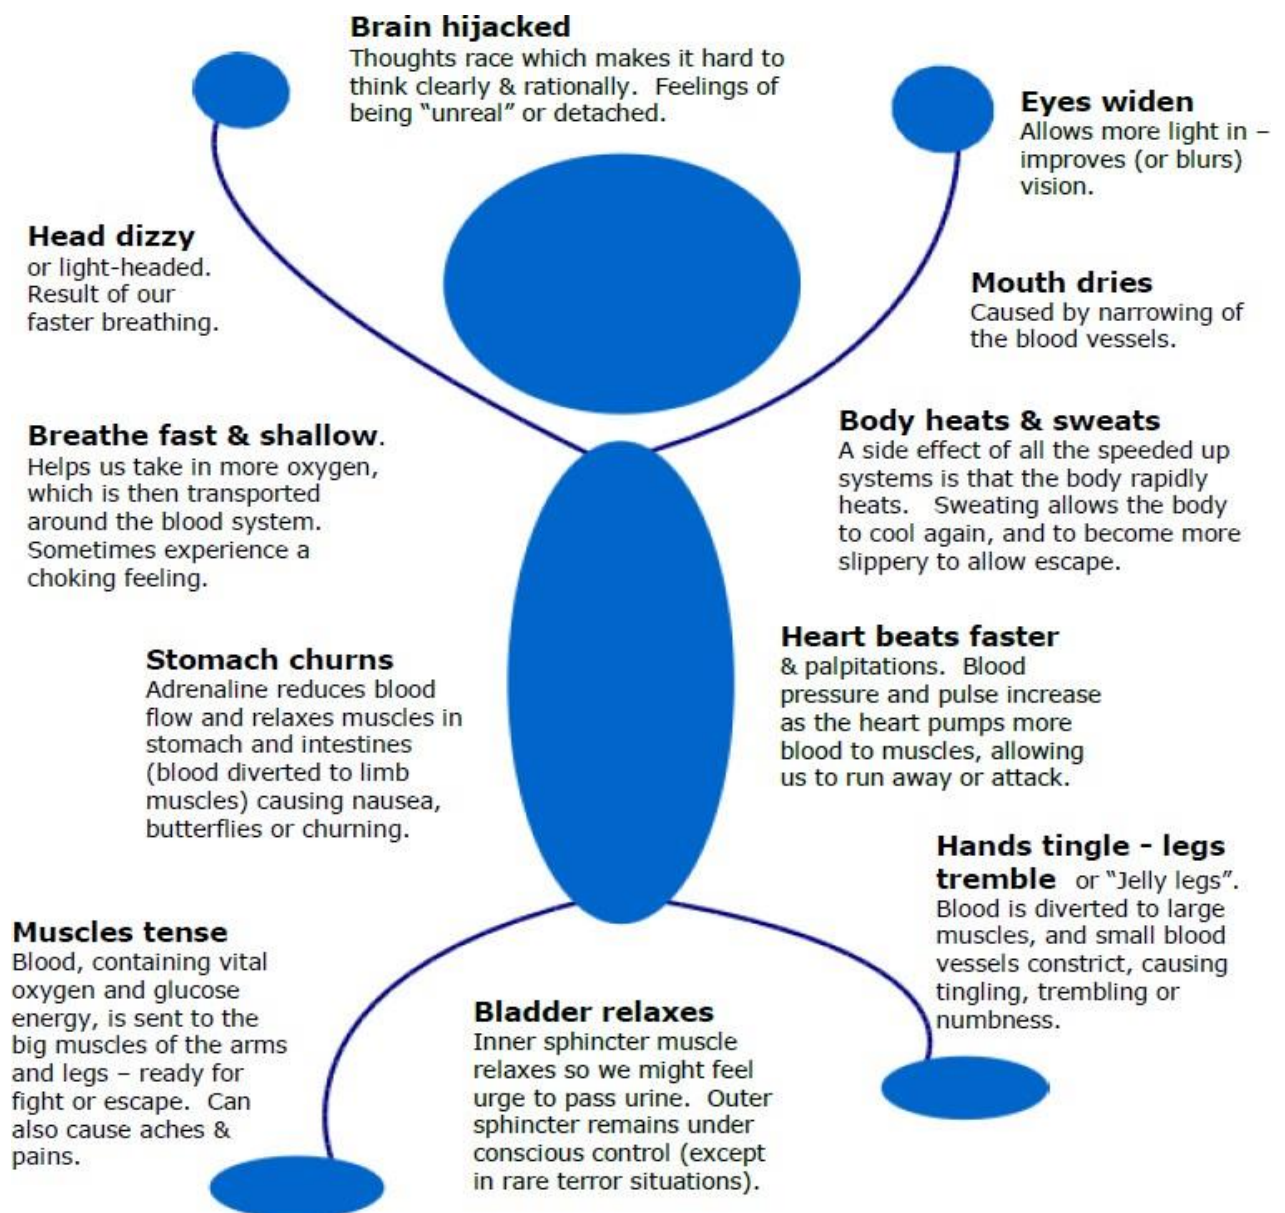 Brain hijacked
Thoughts race which makes it hard to
think clearly & rationally. Feelings of
being “unreal” or detached.
Eyes widen
Allows more light in –
improves (or blurs)
vision.
Head dizzy
or light-headed.
Result of our
faster breathing.
Mouth dries
Caused by narrowing of
the blood vessels.
Breathe fast & shallow.
Helps us take in more oxygen,
which is then transported
around the blood system.
Sometimes experience a
choking feeling.
Body heats & sweats
A side effect of all the speeded up
systems is that the body rapidly
heats. Sweating allows the body
to cool again, and to become more
slippery to allow escape.
Stomach churns
Adrenaline reduces blood
flow and relaxes muscles in
stomach and intestines
(blood diverted to limb
muscles) causing nausea,
butterflies or churning.
Heart beats faster
& palpitations. Blood
pressure and pulse increase
as the heart pumps more
blood to muscles, allowing
us to run away or attack.
Hands tingle - legs
tremble or “Jelly legs”.
Blood is diverted to large
muscles, and small blood
vessels constrict, causing
tingling, trembling or
numbness.
Muscles tense
Blood, containing vital
oxygen and glucose
energy, is sent to the
big muscles of the arms
and legs – ready for
fight or escape. Can
also cause aches &
pains.
Bladder relaxes
Inner sphincter muscle
relaxes so we might feel
urge to pass urine. Outer
sphincter remains under
conscious control (except
in rare terror situations).